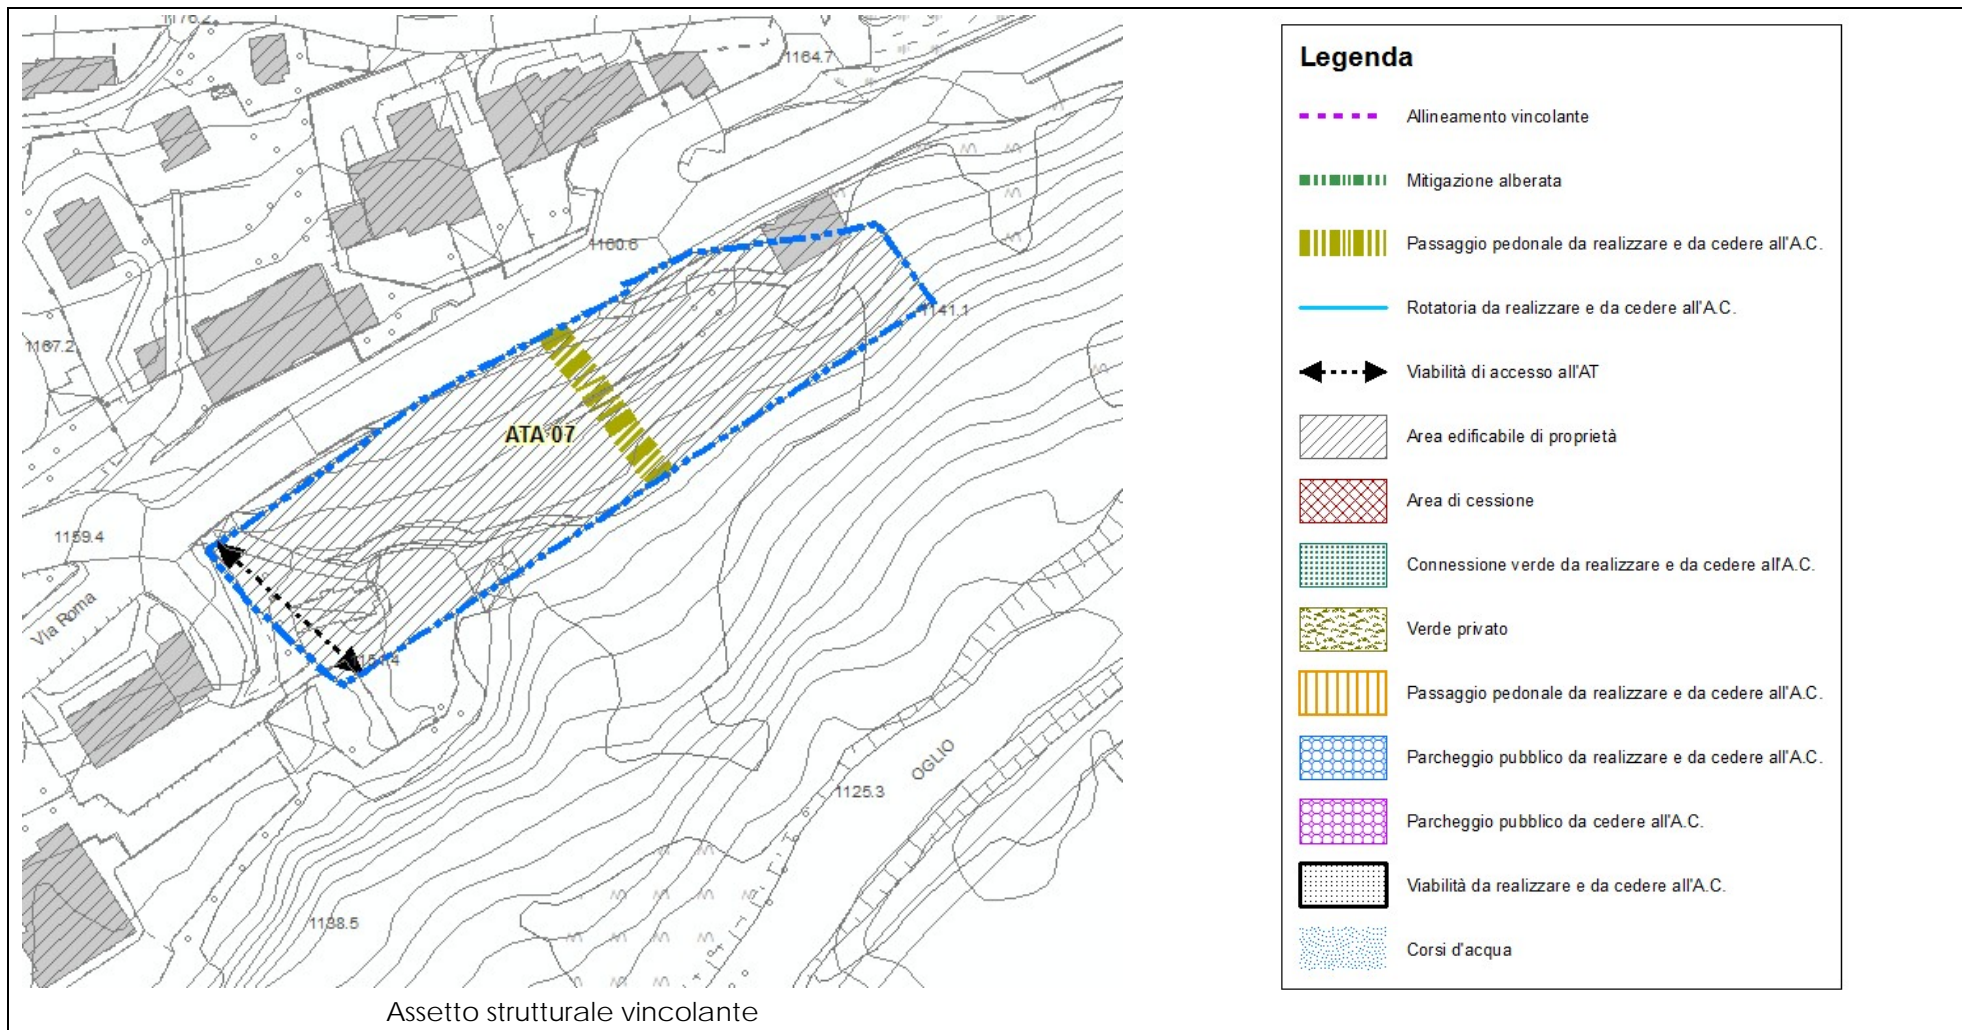 1176.2
1164.7
1160.6
1141.1
1167.2
ATA 07
1159.4
Via Roma
OGLIO
1125.3
1138.5
Assetto strutturale vincolante
Legenda
Allineamento vincolante
Mitigazione alberata
Passaggio pedonale da realizzare e da cedere all'A.C.
Rotatoria da realizzare e da cedere all'A.C.
Viabilità di accesso all'AT
Area edificabile di proprietà
Area di cessione
Connessione verde da realizzare e da cedere all'A.C.
Verde privato
Passaggio pedonale da realizzare e da cedere all'A.C.
Parcheggio pubblico da realizzare e da cedere all'A.C.
Parcheggio pubblico da cedere all'A.C.
Viabilità da realizzare e da cedere all'A.C.
Corsi d'acqua